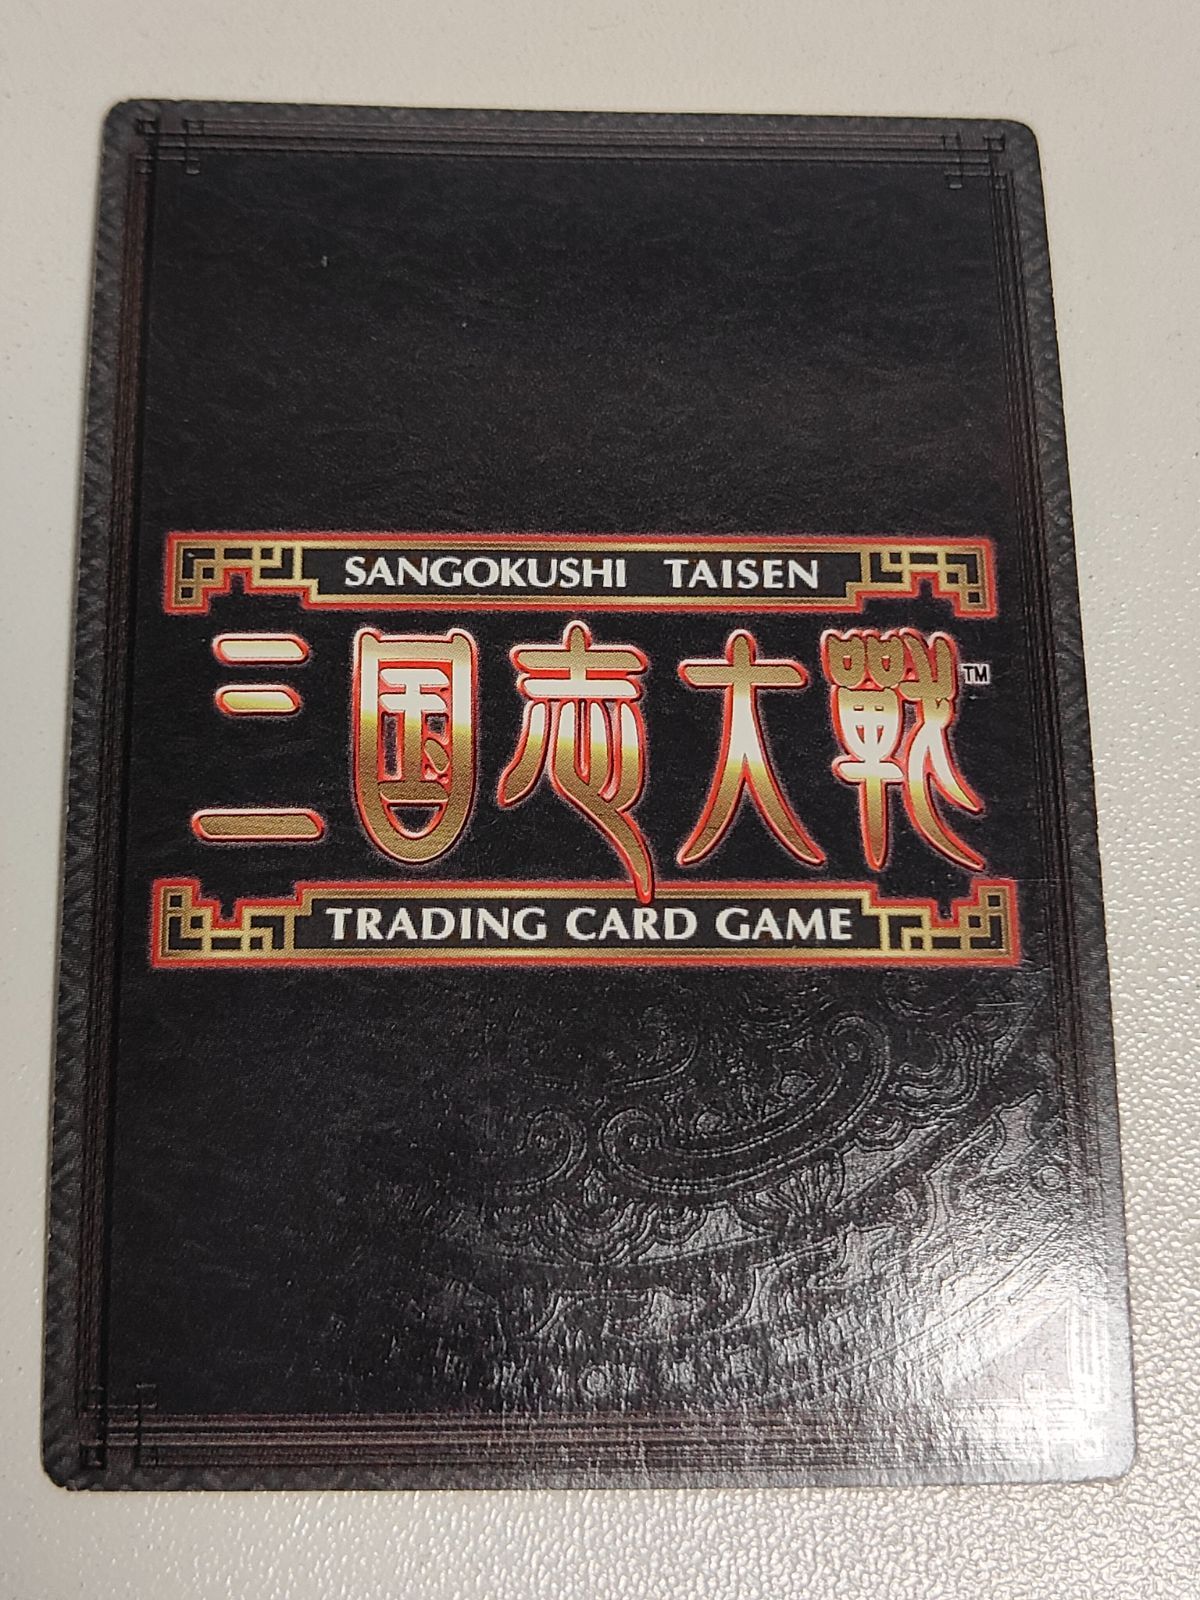 SANGOKUSHI TAISEN
三国志大戦™
TRADING CARD GAME